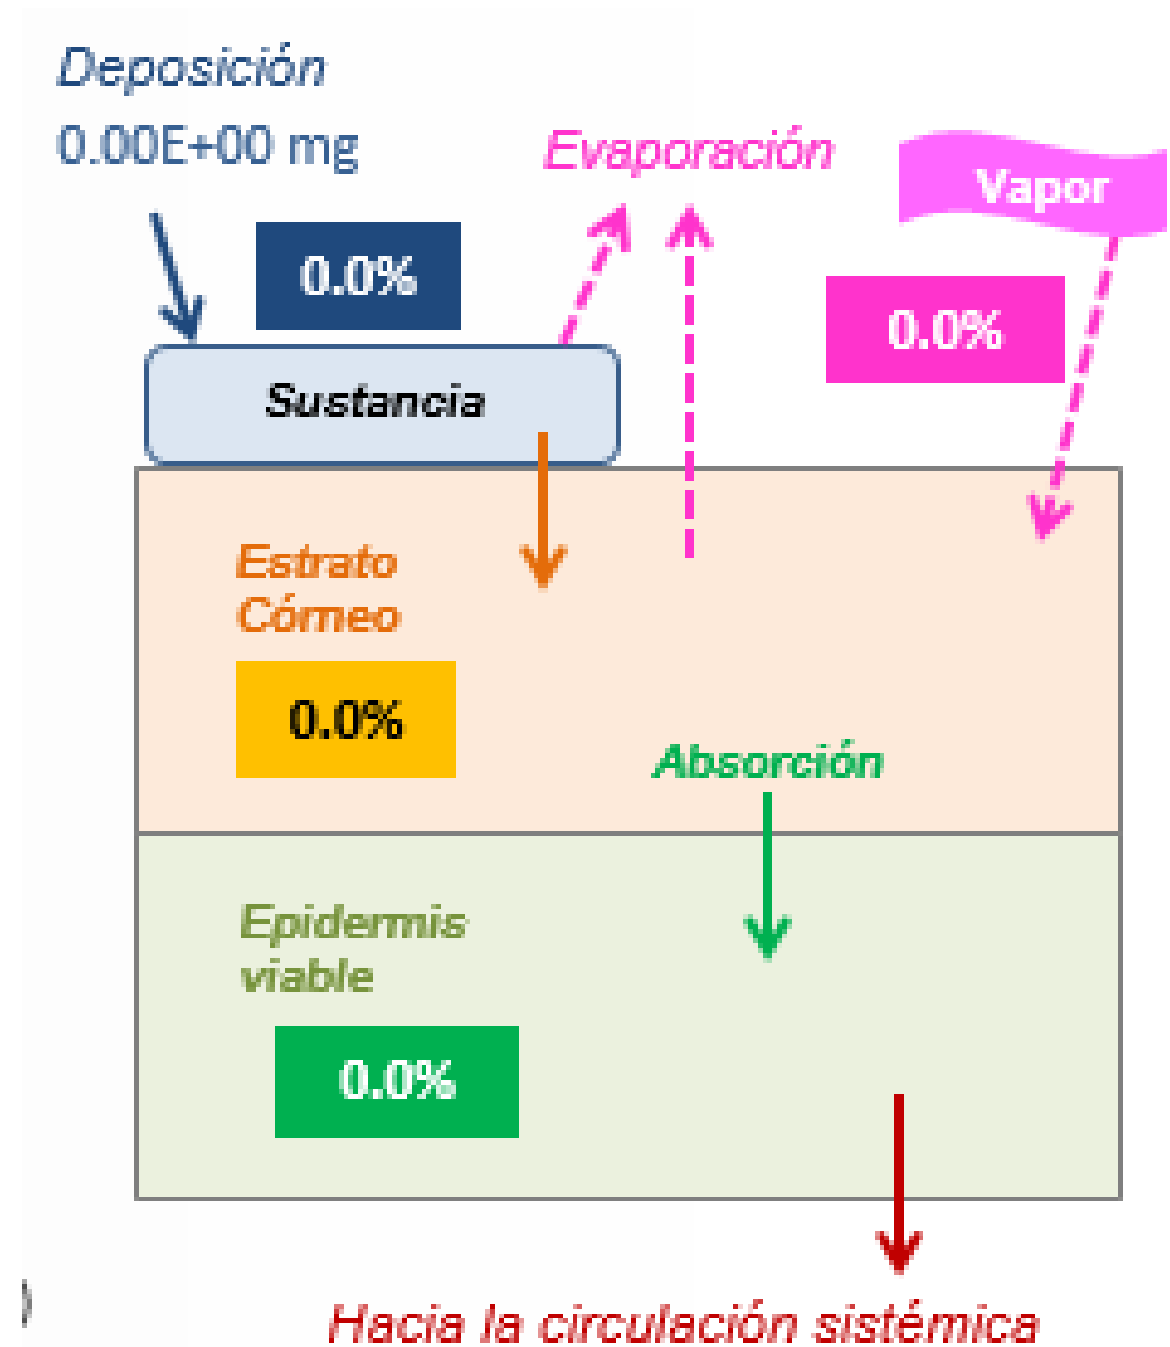 Deposición
0.00E+00 mg
Evaporación
Vapor
0.0%
0.0%
Sustancia
Estrato
Córneo
0.0%
Absorción
Epidermis
viable
0.0%
Hacia la circulación sistémica